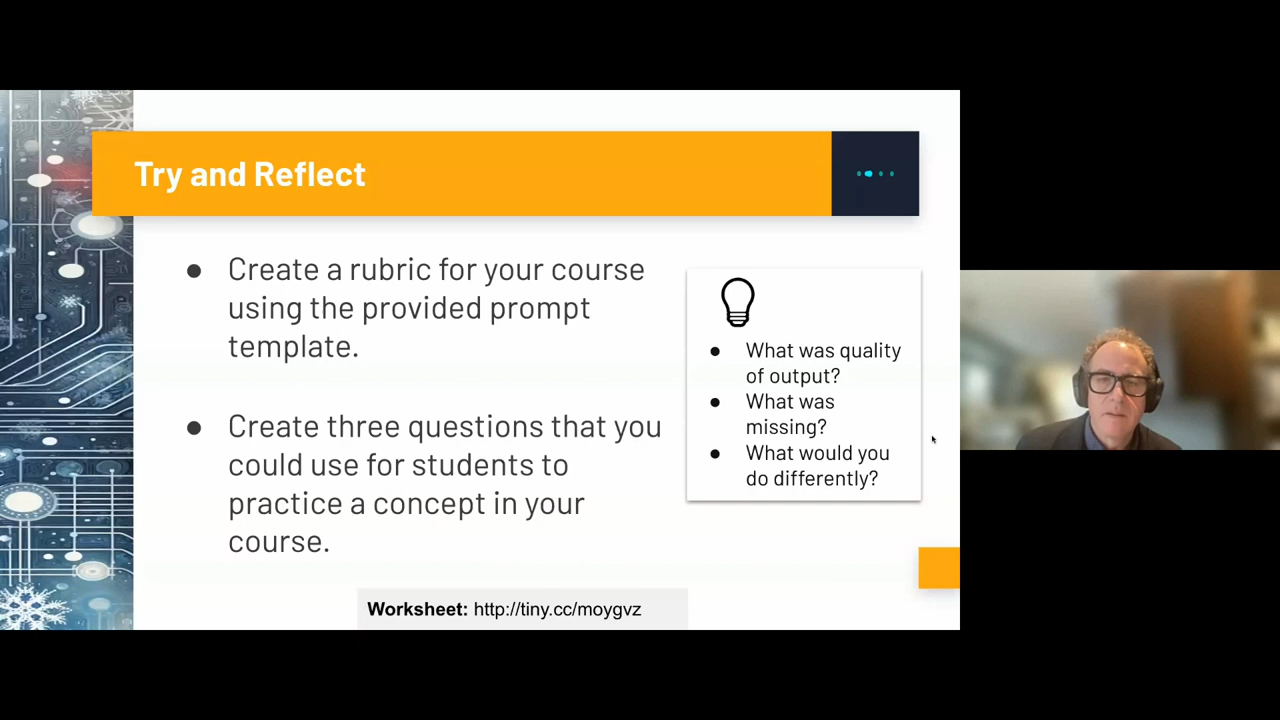 Try and Reflect
● Create a rubric for your course
using the provided prompt
template.
● Create three questions that you
could use for students to
practice a concept in your
course.
● What was quality
of output?
● What was
missing?
● What would you
do differently?
Worksheet: http://tiny.cc/moygvz